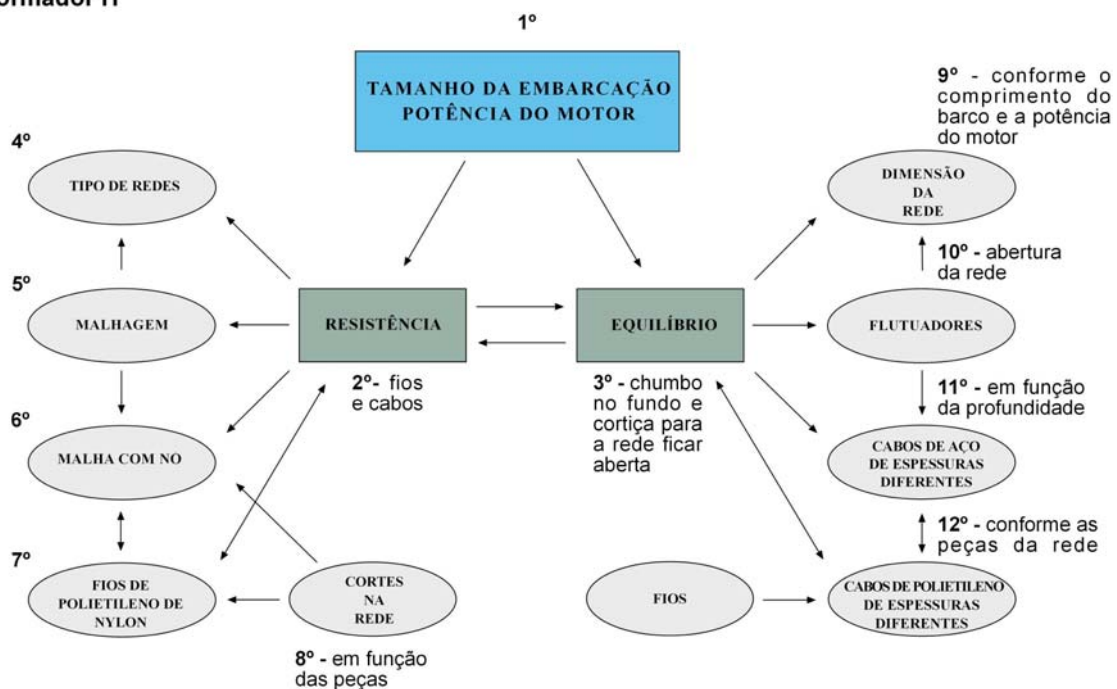 1º
TAMANHO DA EMBARCAÇÃO
POTÊNCIA DO MOTOR
9º - conforme o
comprimento do
barco e a potência
do motor
4º
TIPO DE REDES
DIMENSÃO
DA
REDE
10º - abertura
da rede
5º
MALHAGEM
RESISTÊNCIA
EQUILÍBRIO
FLUTUADORES
2º- fios
e cabos
3º - chumbo
no fundo e
cortiça para
a rede ficar
aberta
11º - em função
da profundidade
6º
MALHA COM NO
CABOS DE AÇO
DE ESPESSURAS
DIFERENTES
12º - conforme as
peças da rede
7º
FIOS DE
POLIETILENO DE
NYLON
CORTES
NA
REDE
FIOS
CABOS DE POLIETILENO
DE ESPESSURAS
DIFERENTES
8º - em função
das peças